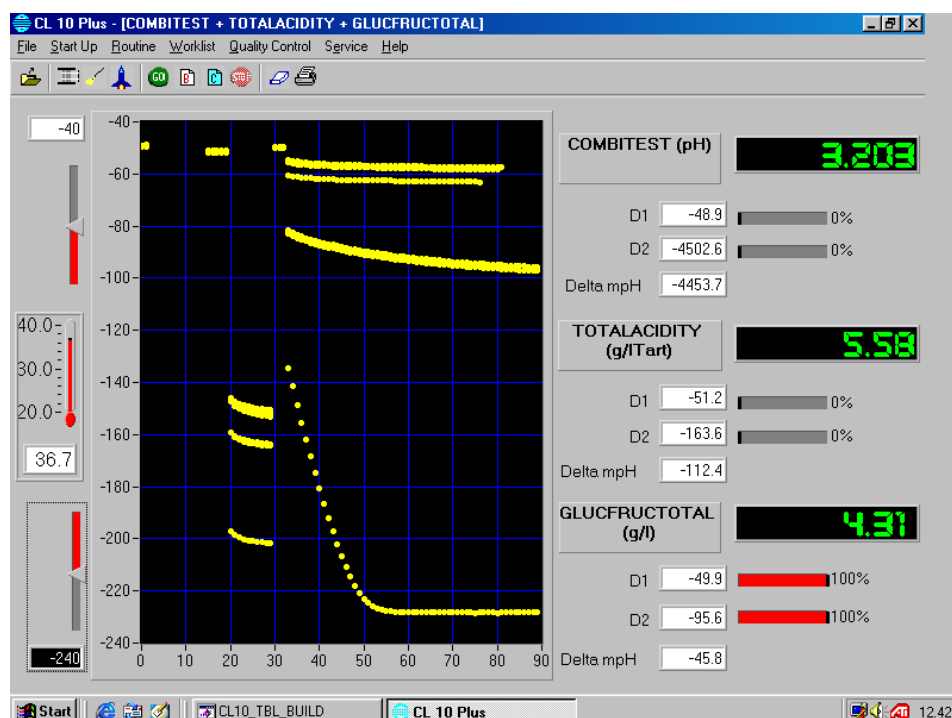 CL 10 Plus - [COMBITEST + TOTALACIDITY + GLUCFRUCTOTAL]
File Start Up Routine Worklist Quality Control Service Help
GO B C STOP
-40
-40
-60
-80
-100
-120
-140
-160
-180
-200
-220
-240
0 10 20 30 40 50 60 70 80 90
40.0
30.0
20.0
36.7
-240
COMBITEST (pH)
3.203
D1 -48.9 0%
D2 -4502.6 0%
Delta mpH -4453.7
TOTALACIDITY
(g/lTart)
5.58
D1 -51.2 0%
D2 -163.6 0%
Delta mpH -112.4
GLUCFRUCTOTAL
(g/l)
4.31
D1 -49.9 100%
D2 -95.6 100%
Delta mpH -45.8
Start CL10_TBL_BUILD CL 10 Plus 12.42